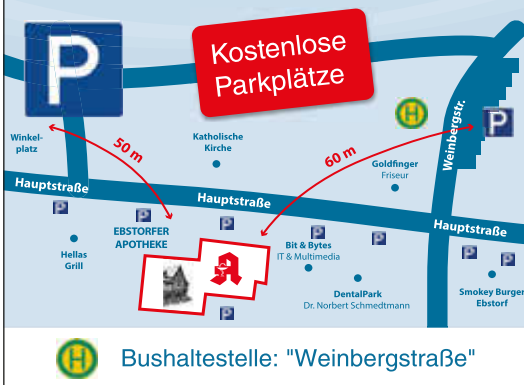 P
Kostenlose
Parkplätze
H
Weinbergstr.
P
Winkel-
platz
50 m
Katholische
Kirche
60 m
Goldfinger
Friseur
Hauptstraße
Hauptstraße
Hauptstraße
P
P
P
P
P
P
P
P
EBSTORFER
APOTHEKE
Hellas
Grill
A
Bit & Bytes
IT & Multimedia
DentalPark
Dr. Norbert Schmedtmann
Smokey Burger
Ebstorf
H
Bushaltestelle: "Weinbergstraße"